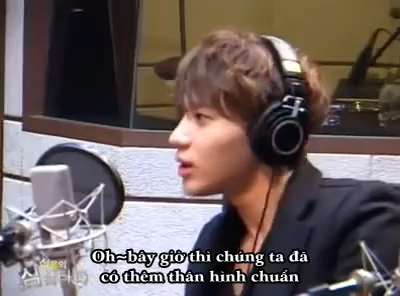 Oh~bây giờ thì chúng ta đã
có thêm thân hình chuẩn